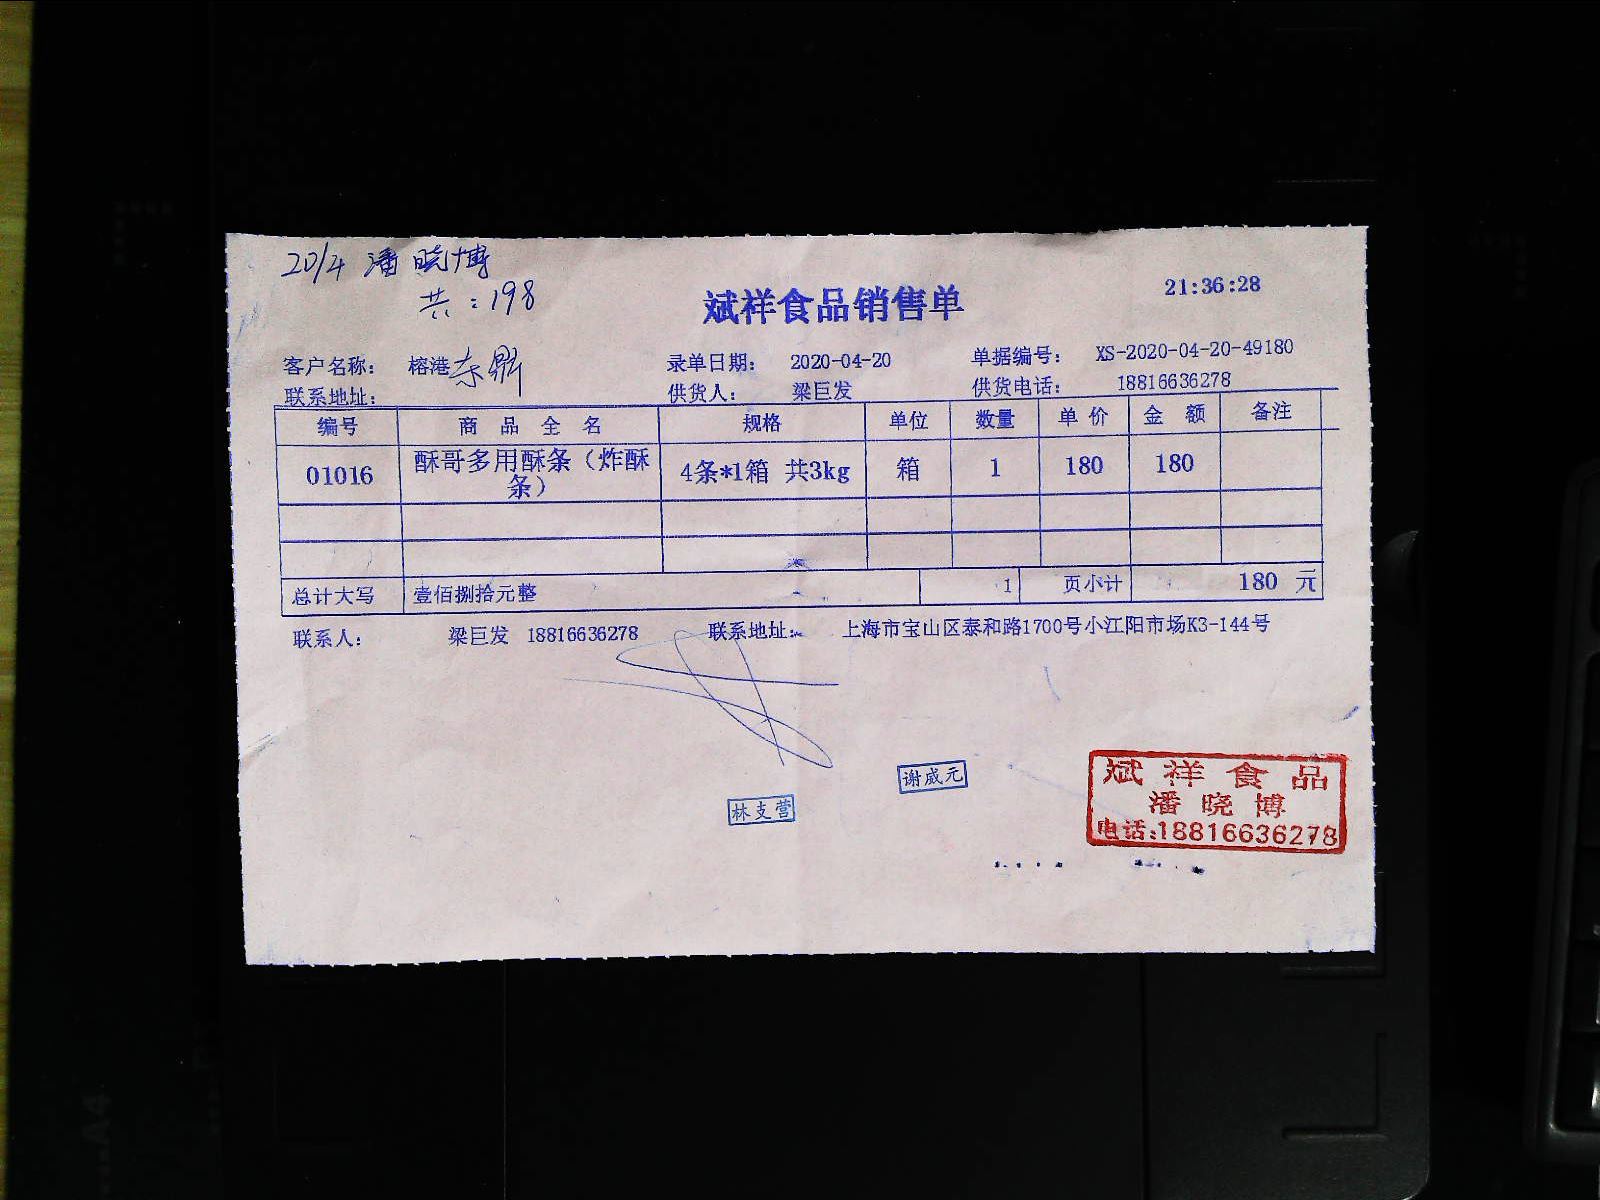 20/4 潘晓博
共：198
斌祥食品销售单
21:36:28
客户名称： 榕港东鼎 录单日期： 2020-04-20 单据编号： XS-2020-04-20-49180
联系地址： 供货人： 梁巨发 供货电话： 18816636278
编号 商品全名 规格 单位 数量 单价 金额 备注
01016 酥哥多用酥条（炸酥条） 4条*1箱 共3kg 箱 1 180 180
总计大写 壹佰捌拾元整 1 页小计 180 元
联系人： 梁巨发 18816636278 联系地址： 上海市宝山区泰和路1700号小江阳市场K3-144号
谢威元
林支营
斌祥食品
潘晓博
电话:18816636278